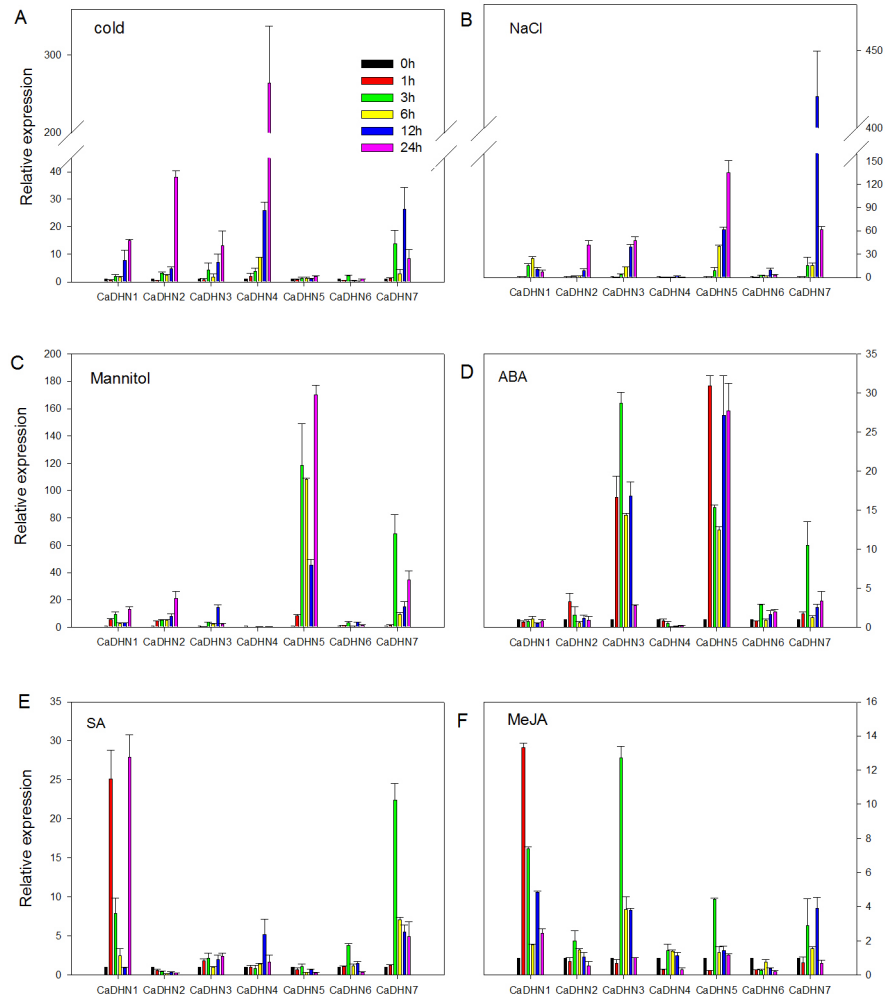 A
cold
B
NaCl
0h
1h
3h
6h
12h
24h
Relative expression
300
200
40
30
20
10
0
450
400
150
120
90
60
30
0
CaDHN1 CaDHN2 CaDHN3 CaDHN4 CaDHN5 CaDHN6 CaDHN7
CaDHN1 CaDHN2 CaDHN3 CaDHN4 CaDHN5 CaDHN6 CaDHN7
C
Mannitol
D
ABA
Relative expression
200
180
160
140
120
100
80
60
40
20
0
35
30
25
20
15
10
5
0
CaDHN1 CaDHN2 CaDHN3 CaDHN4 CaDHN5 CaDHN6 CaDHN7
CaDHN1 CaDHN2 CaDHN3 CaDHN4 CaDHN5 CaDHN6 CaDHN7
E
SA
F
MeJA
Relative expression
35
30
25
20
15
10
5
0
16
14
12
10
8
6
4
2
0
CaDHN1 CaDHN2 CaDHN3 CaDHN4 CaDHN5 CaDHN6 CaDHN7
CaDHN1 CaDHN2 CaDHN3 CaDHN4 CaDHN5 CaDHN6 CaDHN7